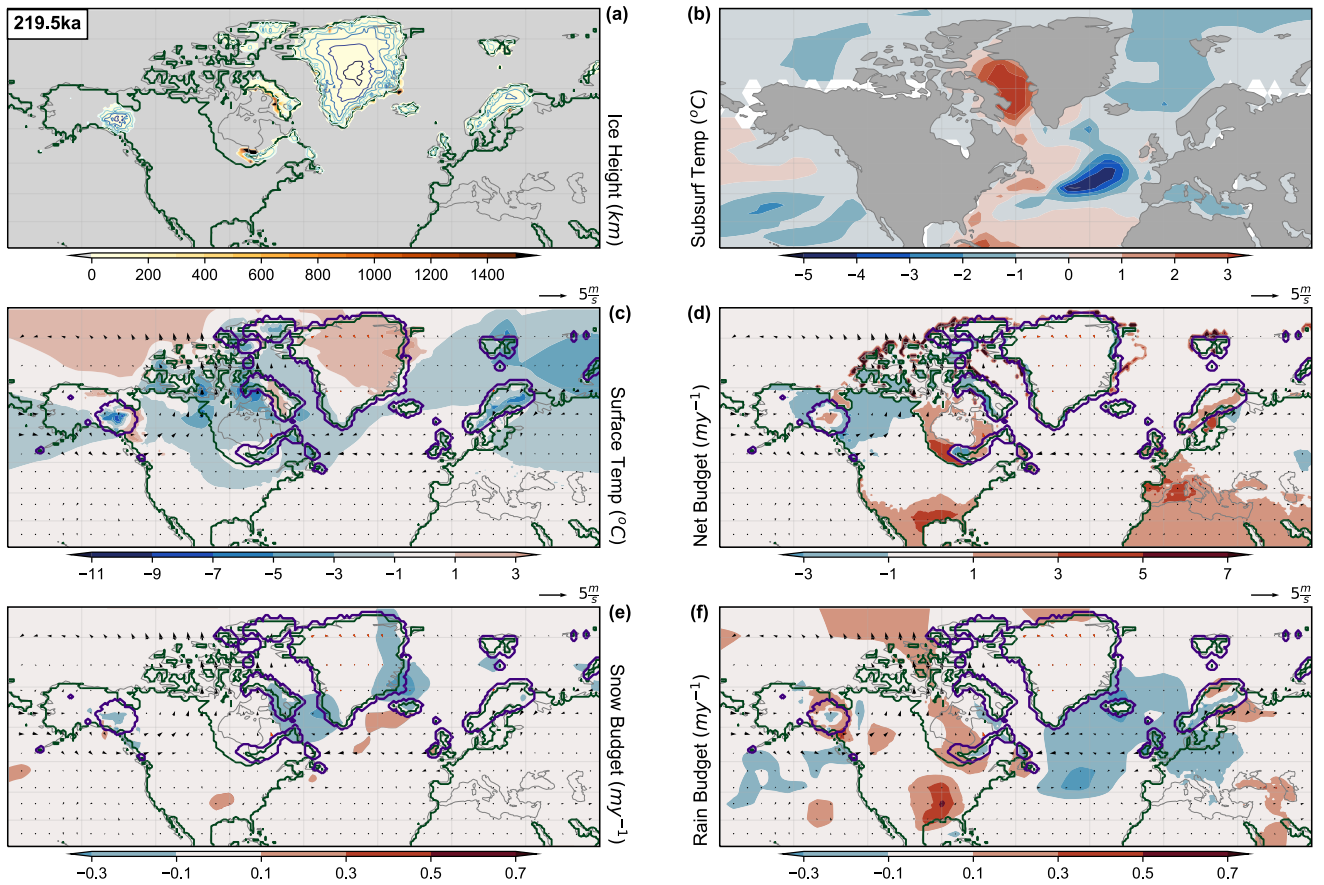 219.5ka
(a)
Ice Height (km)
0 200 400 600 800 1000 1200 1400
(b)
Subsurf Temp (°C)
−5 −4 −3 −2 −1 0 1 2 3
5 m/s
(c)
Surface Temp (°C)
−11 −9 −7 −5 −3 −1 1 3
5 m/s
(d)
Net Budget (my⁻¹)
−3 −1 1 3 5 7
5 m/s
(e)
Snow Budget (my⁻¹)
−0.3 −0.1 0.1 0.3 0.5 0.7
5 m/s
(f)
Rain Budget (my⁻¹)
−0.3 −0.1 0.1 0.3 0.5 0.7